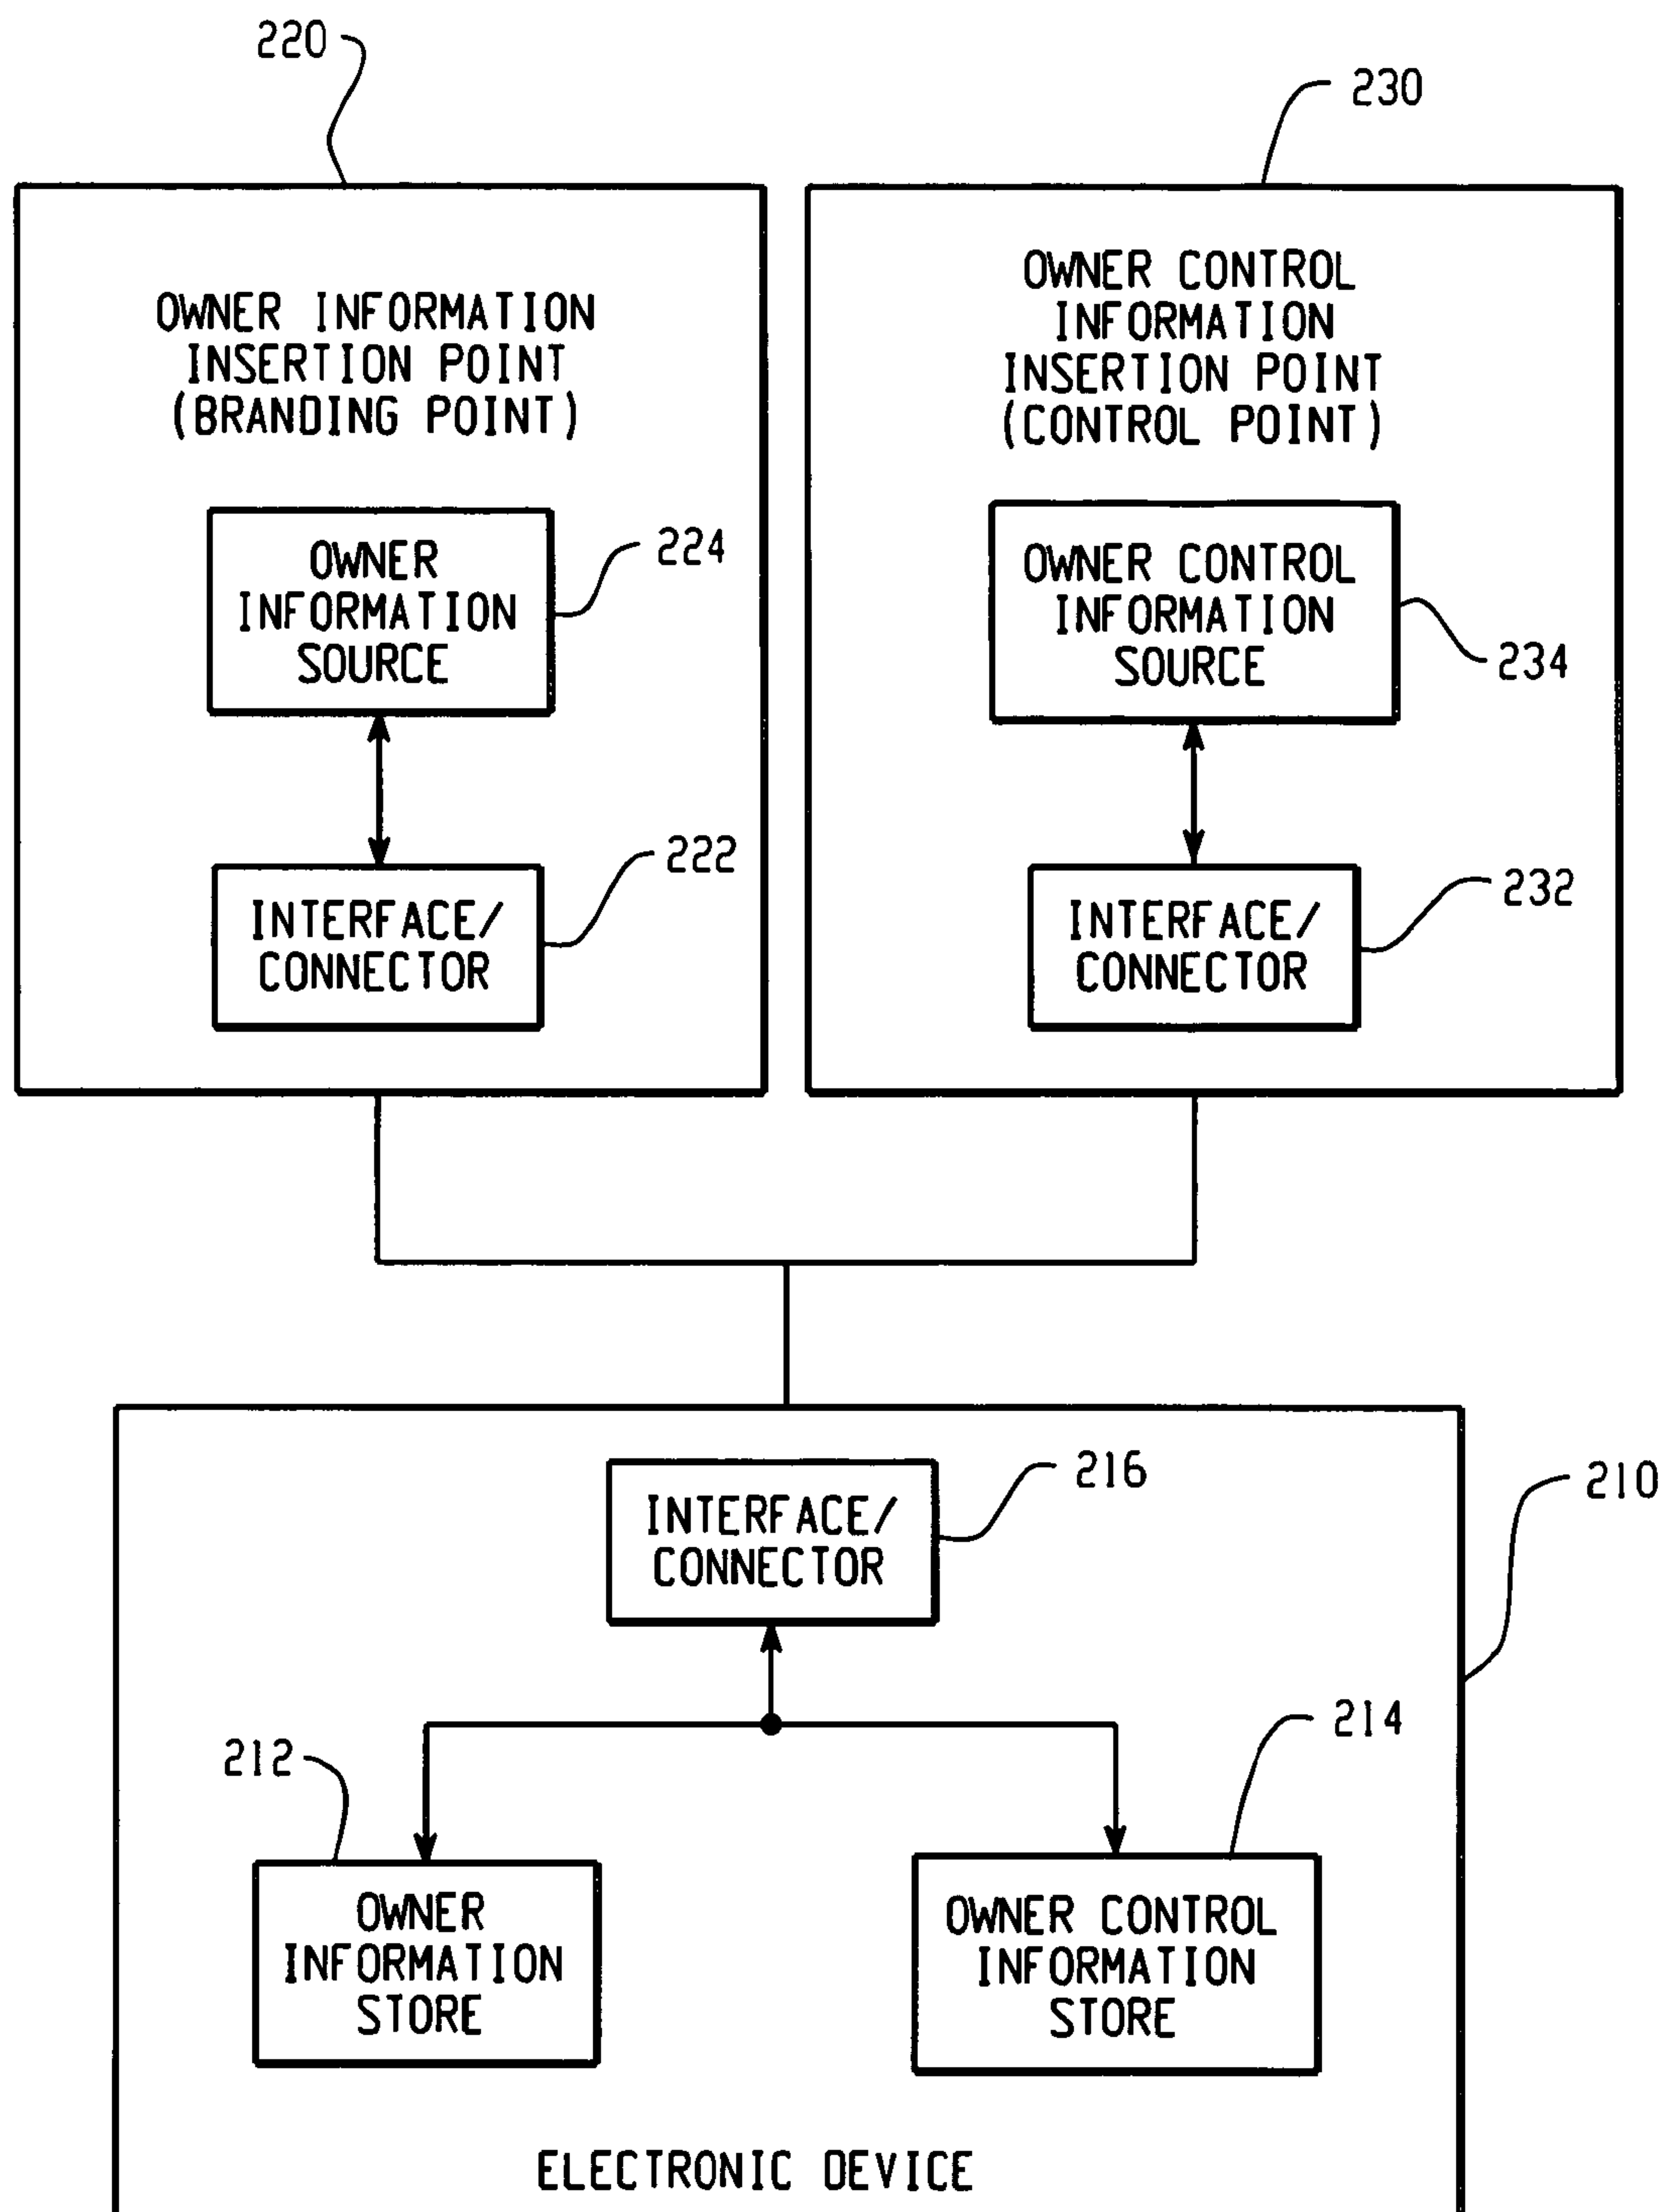 220
230
OWNER INFORMATION
INSERTION POINT
(BRANDING POINT)
OWNER CONTROL
INFORMATION
INSERTION POINT
(CONTROL POINT)
OWNER
INFORMATION
SOURCE
224
OWNER CONTROL
INFORMATION
SOURCE
234
INTERFACE/
CONNECTOR
222
INTERFACE/
CONNECTOR
232
INTERFACE/
CONNECTOR
216
210
212
214
OWNER
INFORMATION
STORE
OWNER CONTROL
INFORMATION
STORE
ELECTRONIC DEVICE